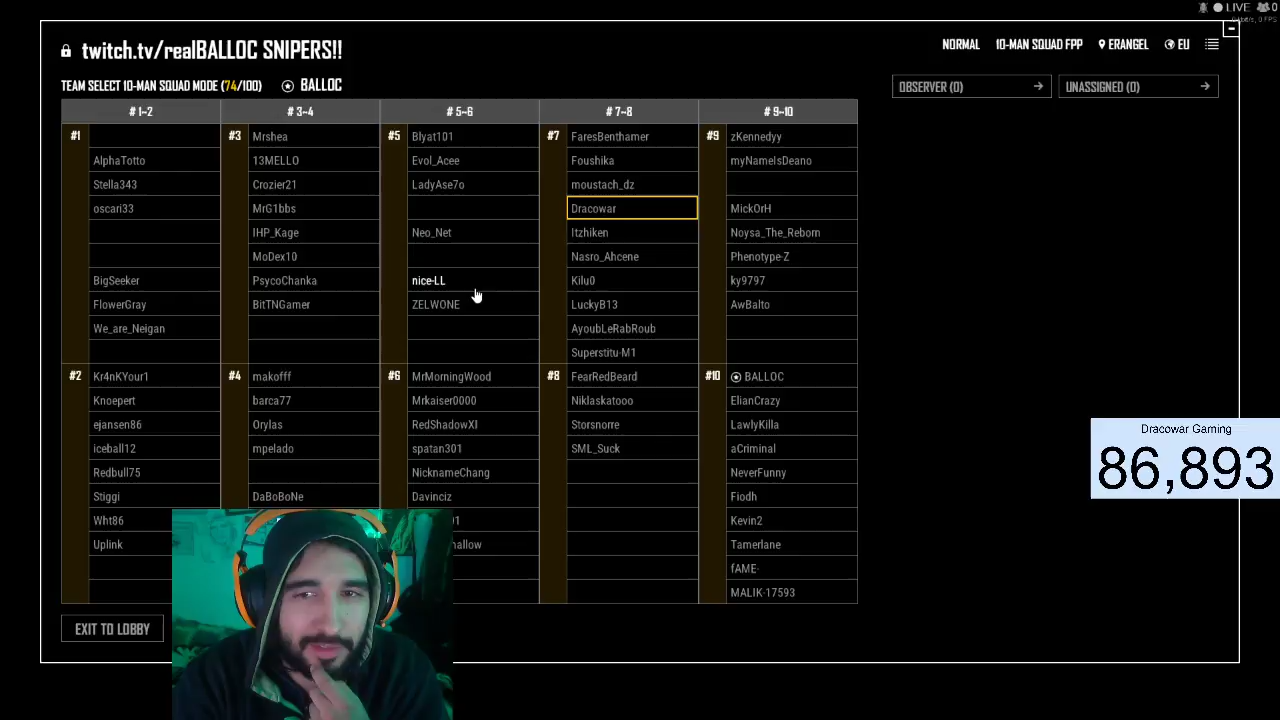 LIVE 0
twitch.tv/realBALLOC SNIPERS!!
NORMAL 10-MAN SQUAD FPP ERANGEL EU
TEAM SELECT 10-MAN SQUAD MODE (74/100) BALLOC
OBSERVER (0) UNASSIGNED (0)
# 1~2 # 3~4 # 5~6 # 7~8 # 9~10
#1
AlphaTotto
Stella343
oscari33
BigSeeker
FlowerGray
We_are_Neigan
#2 Kr4nKYour1
Knoepert
ejansen86
iceball12
Redbull75
Stiggi
Wht86
Uplink
#3 Mrshea
13MELLO
Crozier21
MrG1bbs
IHP_Kage
MoDex10
PsycoChanka
BitTNGamer
#4 makofff
barca77
Orylas
mpelado
DaBoBoNe
#5 Blyat101
Evol_Acee
LadyAse7o
Neo_Net
nice-LL
ZELWONE
#6 MrMorningWood
Mrkaiser0000
RedShadowXI
spatan301
NicknameChang
Davinciz
#7 FaresBenthamer
Foushika
moustach_dz
Dracowar
Itzhiken
Nasro_Ahcene
Kilu0
LuckyB13
AyoubLeRabRoub
Superstitu-M1
#8 FearRedBeard
Niklaskatooo
Storsnorre
SML_Suck
#9 zKennedyy
myNameIsDeano
MickOrH
Noysa_The_Reborn
Phenotype-Z
ky9797
AwBalto
#10 BALLOC
ElianCrazy
LawlyKilla
aCriminal
NeverFunny
Fiodh
Kevin2
Tamerlane
fAME-
MALIK-17593
Dracowar Gaming
86,893
EXIT TO LOBBY